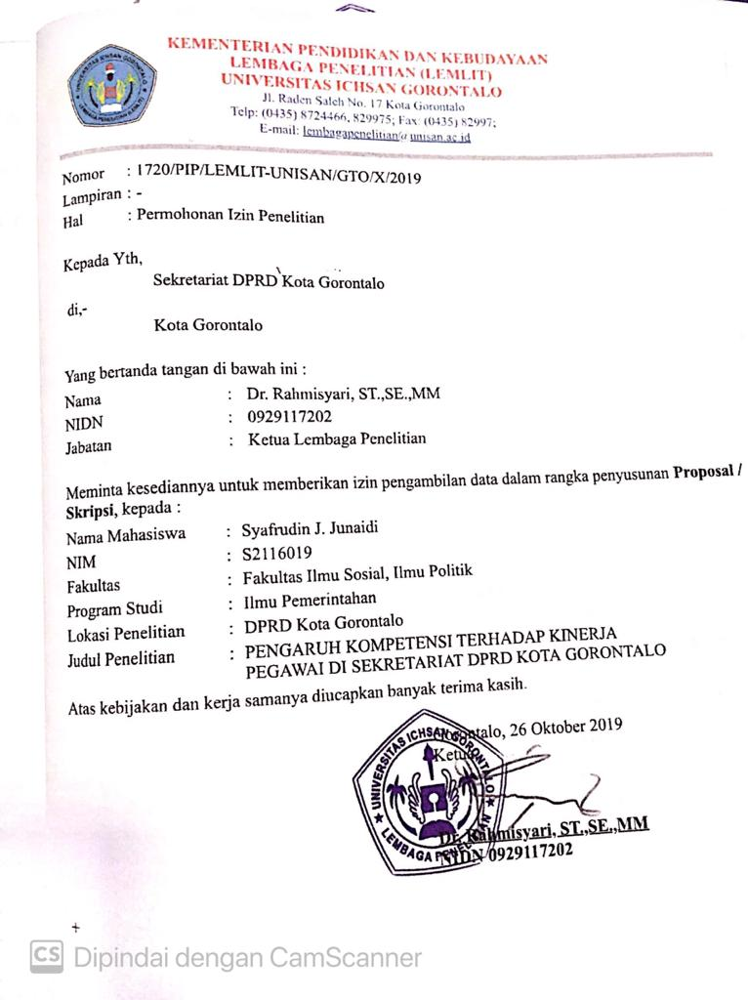 KEMENTERIAN PENDIDIKAN DAN KEBUDAYAAN
LEMBAGA PENELITIAN (LEMLIT)
UNIVERSITAS ICHSAN GORONTALO
Jl. Raden Saleh No. 17 Kota Gorontalo
Telp: (0435) 8724466, 829975; Fax: (0435) 82997;
E-mail: lembagapenelitian@unisan.ac.id
Nomor : 1720/PIP/LEMLIT-UNISAN/GTO/X/2019
Lampiran : -
Hal : Permohonan Izin Penelitian
Kepada Yth,
Sekretariat DPRD Kota Gorontalo
di,-
Kota Gorontalo
Yang bertanda tangan di bawah ini :
Nama : Dr. Rahmisyari, ST.,SE.,MM
NIDN : 0929117202
Jabatan : Ketua Lembaga Penelitian
Meminta kesediannya untuk memberikan izin pengambilan data dalam rangka penyusunan Proposal /
Skripsi, kepada :
Nama Mahasiswa : Syafrudin J. Junaidi
NIM : S2116019
Fakultas : Fakultas Ilmu Sosial, Ilmu Politik
Program Studi : Ilmu Pemerintahan
Lokasi Penelitian : DPRD Kota Gorontalo
Judul Penelitian : PENGARUH KOMPETENSI TERHADAP KINERJA
PEGAWAI DI SEKRETARIAT DPRD KOTA GORONTALO
Atas kebijakan dan kerja samanya diucapkan banyak terima kasih.
Gorontalo, 26 Oktober 2019
Ketua
UNIVERSITAS ICHSAN GORONTALO
LEMBAGA PENELITIAN
Dr. Rahmisyari, ST.,SE.,MM
NIDN 0929117202
CS Dipindai dengan CamScanner